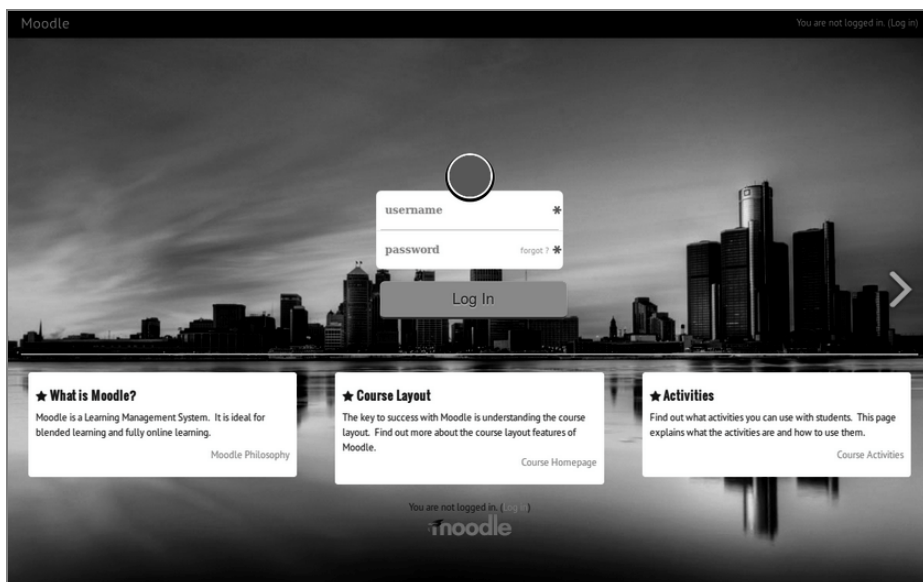 Moodle
You are not logged in. (Log in)
username *
password forgot ? *
Log In
What is Moodle?
Moodle is a Learning Management System. It is ideal for
blended learning and fully online learning.
Moodle Philosophy
Course Layout
The key to success with Moodle is understanding the course
layout. Find out more about the course layout features of
Moodle.
Course Homepage
Activities
Find out what activities you can use with students. This page
explains what the activities are and how to use them.
Course Activities
You are not logged in. (Log in)
moodle